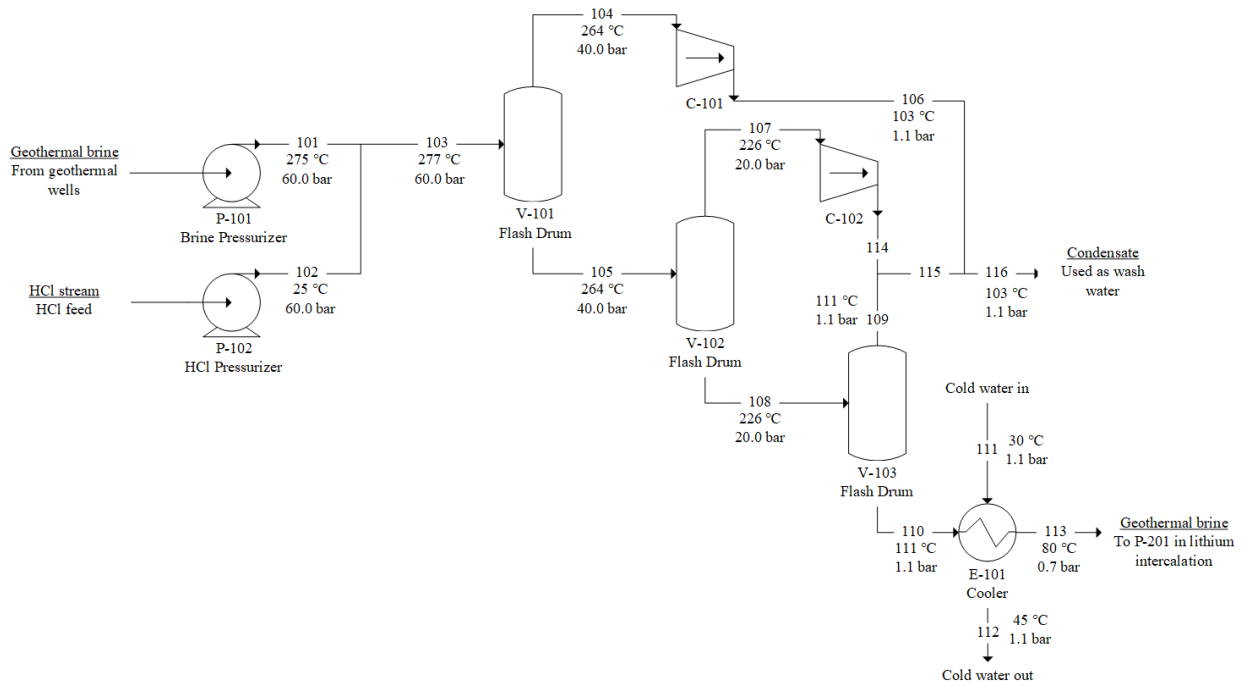 104
264 °C
40.0 bar
C-101
106
103 °C
1.1 bar
Geothermal brine
From geothermal
wells
101
275 °C
60.0 bar
P-101
Brine Pressurizer
103
277 °C
60.0 bar
V-101
Flash Drum
107
226 °C
20.0 bar
C-102
HCl stream
HCl feed
102
25 °C
60.0 bar
P-102
HCl Pressurizer
105
264 °C
40.0 bar
V-102
Flash Drum
114
115
116
103 °C
1.1 bar
Condensate
Used as wash
water
111 °C
1.1 bar
109
108
226 °C
20.0 bar
V-103
Flash Drum
Cold water in
111
30 °C
1.1 bar
110
111 °C
1.1 bar
E-101
Cooler
113
80 °C
0.7 bar
Geothermal brine
To P-201 in lithium
intercalation
112
45 °C
1.1 bar
Cold water out